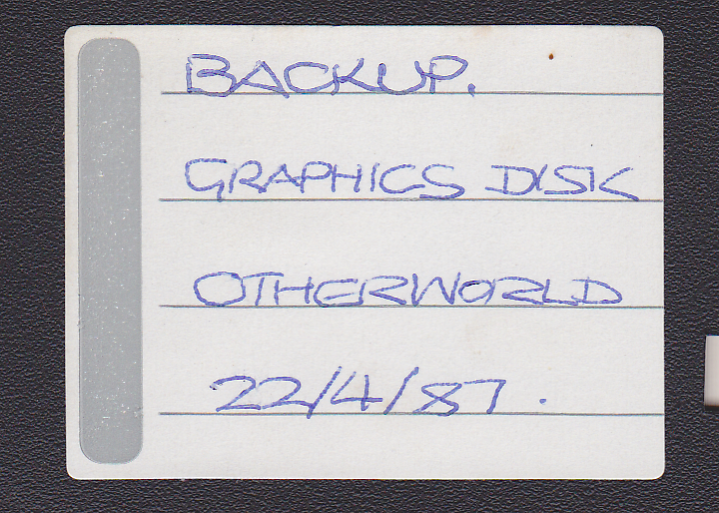 BACKUP.
GRAPHICS DISK
OTHERWORLD
22/4/87.